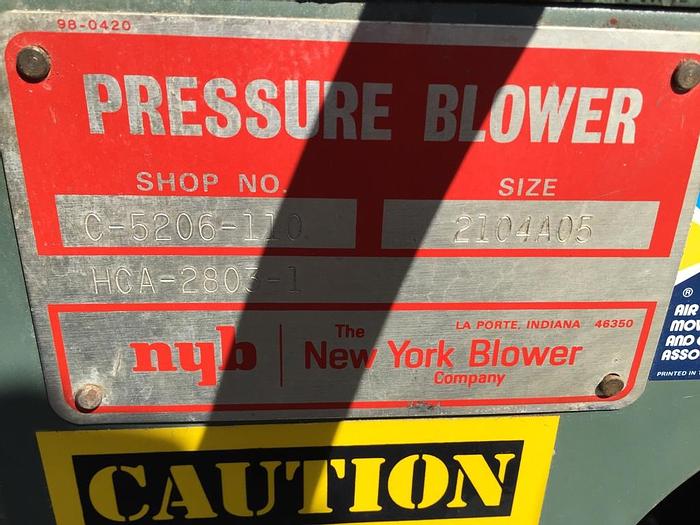 98-0420
PRESSURE BLOWER
SHOP NO. SIZE
C-5206-110 2104A05
HCA-2803-1
LA PORTE, INDIANA 46350
nyb The
New York Blower
Company
®
AIR
MOV
AND C
ASSO
PRINTED IN
CAUTION